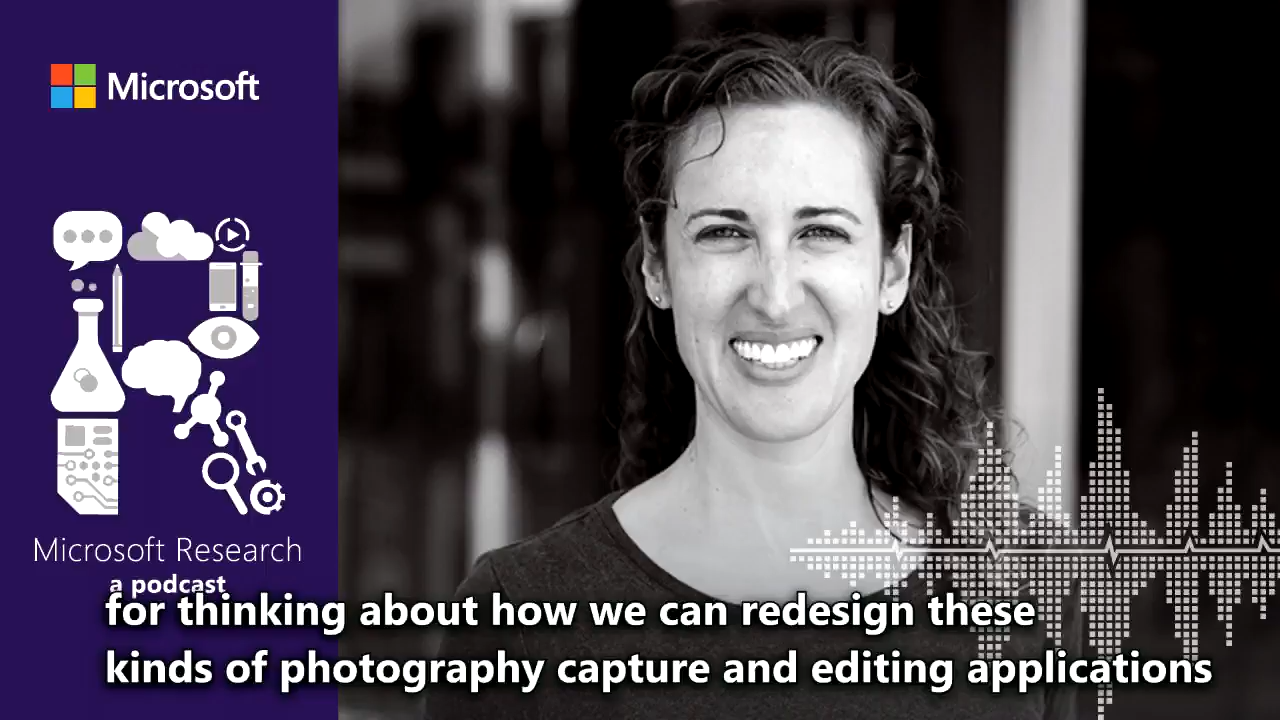 Microsoft
Microsoft Research
a podcast
for thinking about how we can redesign these
kinds of photography capture and editing applications